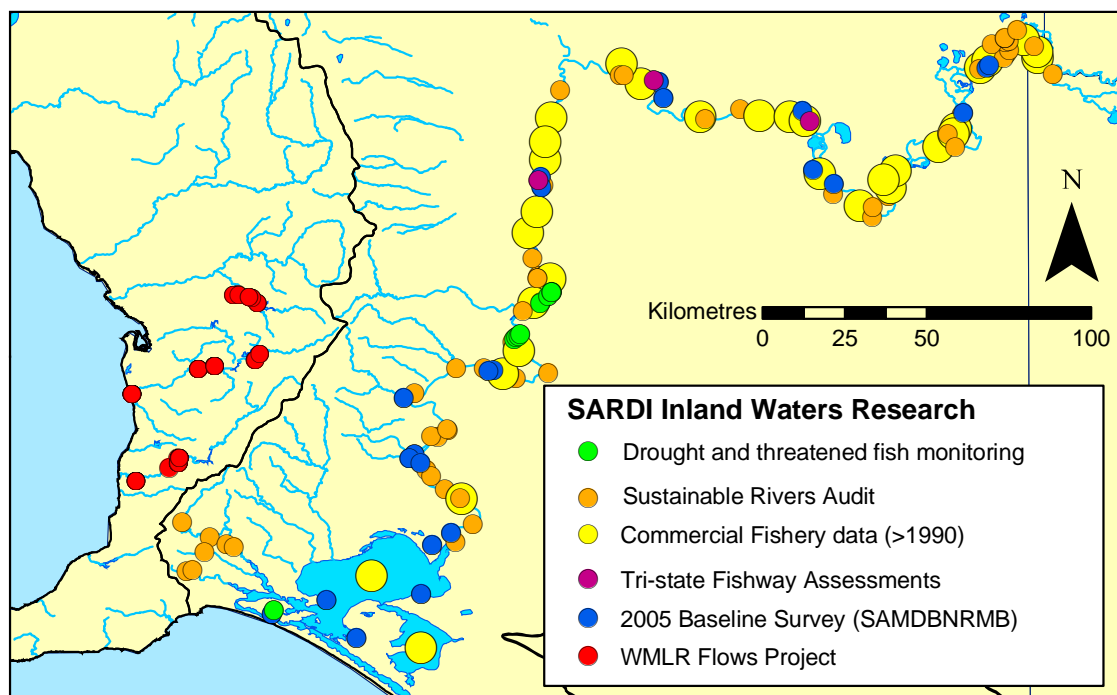 N
Kilometres
0 25 50 100
SARDI Inland Waters Research
Drought and threatened fish monitoring
Sustainable Rivers Audit
Commercial Fishery data (>1990)
Tri-state Fishway Assessments
2005 Baseline Survey (SAMDBNRMB)
WMLR Flows Project